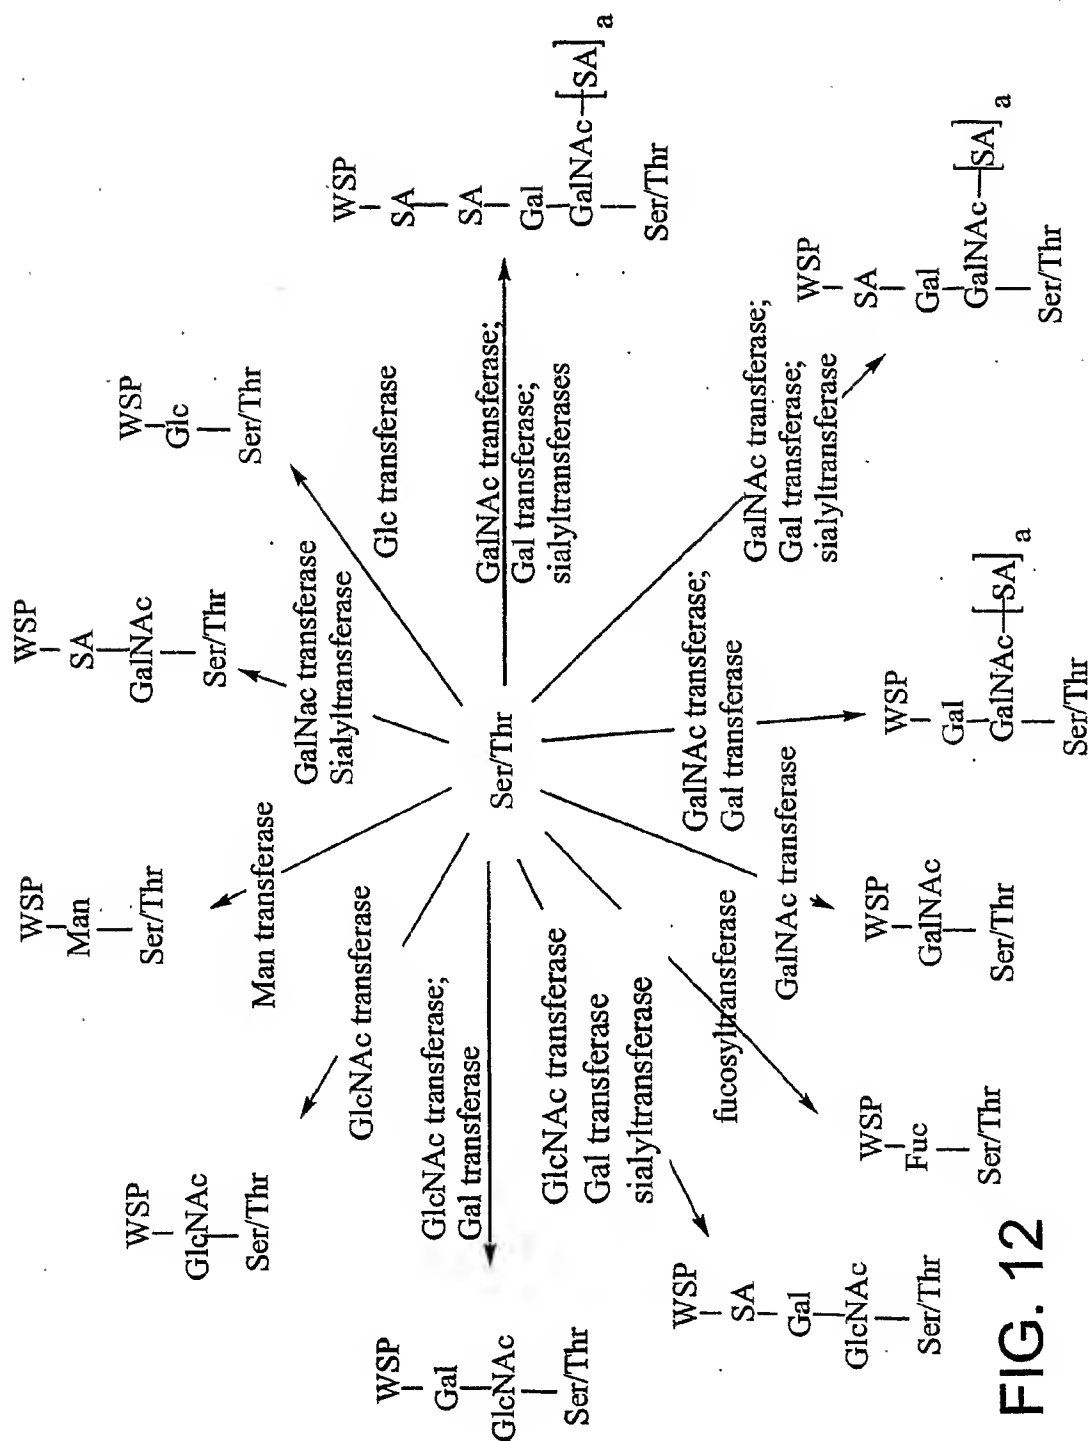 WSP
Man
Ser/Thr
WSP
SA
GalNAc
Ser/Thr
WSP
Glc
Ser/Thr
WSP
GlcNAc
Ser/Thr
Man transferase
GalNac transferase
Sialyltransferase
Glc transferase
WSP
SA
SA
Gal
GalNAc [SA]a
Ser/Thr
GlcNAc transferase
GlcNAc transferase;
Gal transferase
Ser/Thr
GalNAc transferase;
Gal transferase;
sialyltransferases
WSP
Gal
GlcNAc
Ser/Thr
GlcNAc transferase
Gal transferase
sialyltransferase
fucosyltransferase
GalNAc transferase
GalNAc transferase;
Gal transferase
GalNAc transferase;
Gal transferase;
sialyltransferase
WSP
SA
Gal
GlcNAc
Ser/Thr
WSP
Fuc
Ser/Thr
WSP
GalNAc
Ser/Thr
WSP
Gal
GalNAc [SA]a
Ser/Thr
WSP
SA
Gal
GalNAc [SA]a
Ser/Thr
FIG. 12